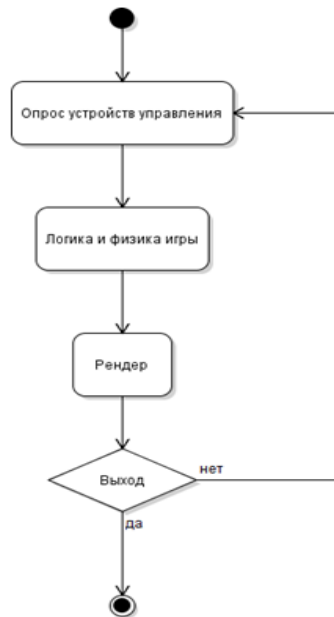 Опрос устройств управления
Логика и физика игры
Рендер
Выход
нет
да